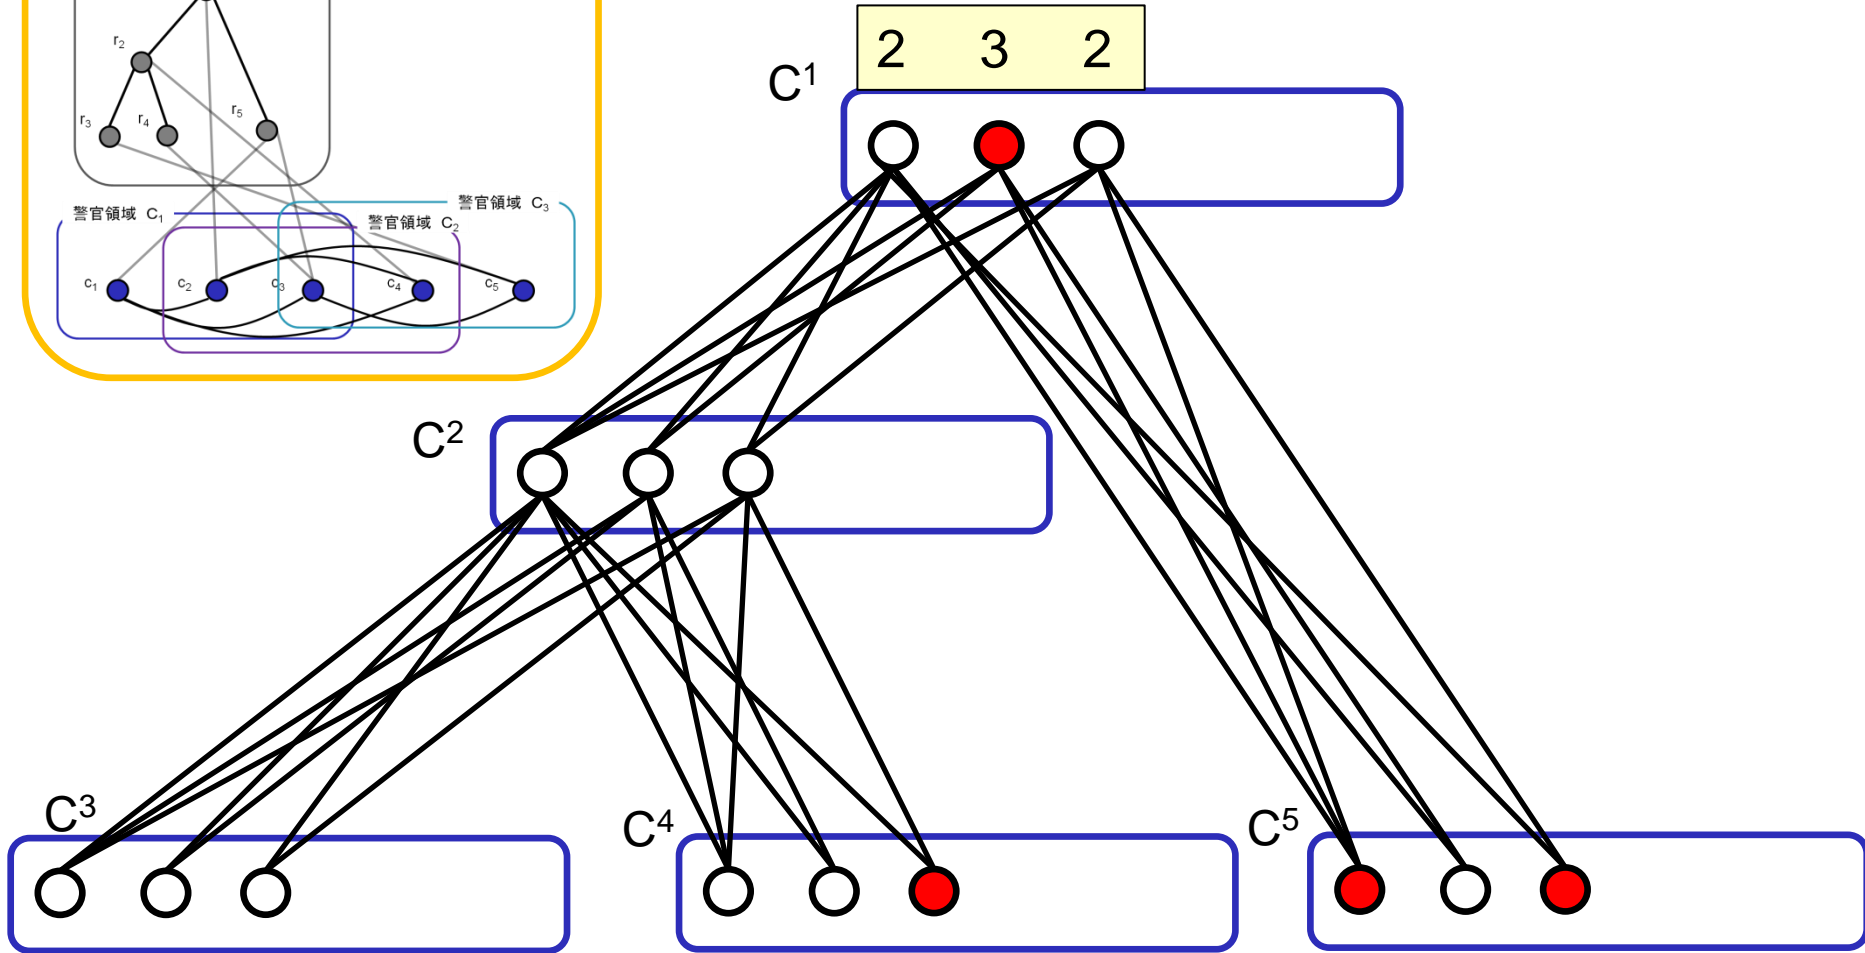 r₂
r₃
r₄
r₅
警官領域 C₁
警官領域 C₂
警官領域 C₃
c₁
c₂
c₃
c₄
c₅
2 3 2
C¹
C²
C³
C⁴
C⁵